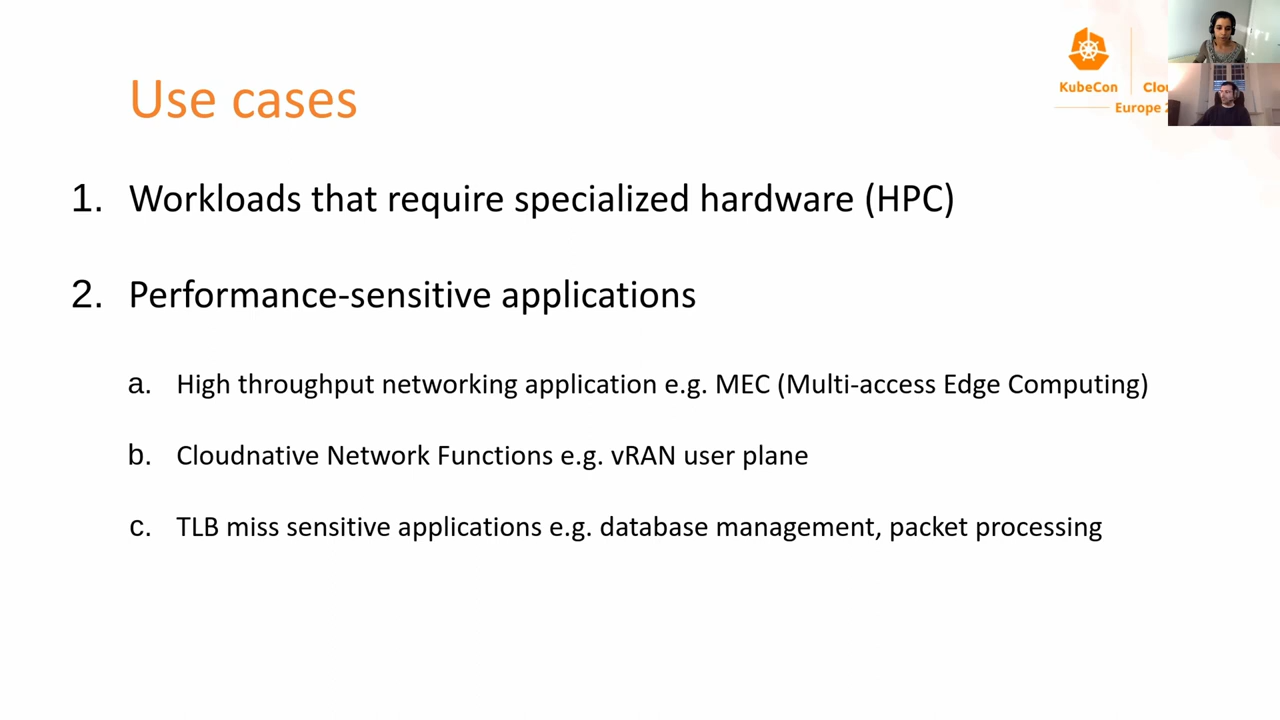 Use cases
KubeCon
Europe
1. Workloads that require specialized hardware (HPC)
2. Performance-sensitive applications
a. High throughput networking application e.g. MEC (Multi-access Edge Computing)
b. Cloudnative Network Functions e.g. vRAN user plane
c. TLB miss sensitive applications e.g. database management, packet processing